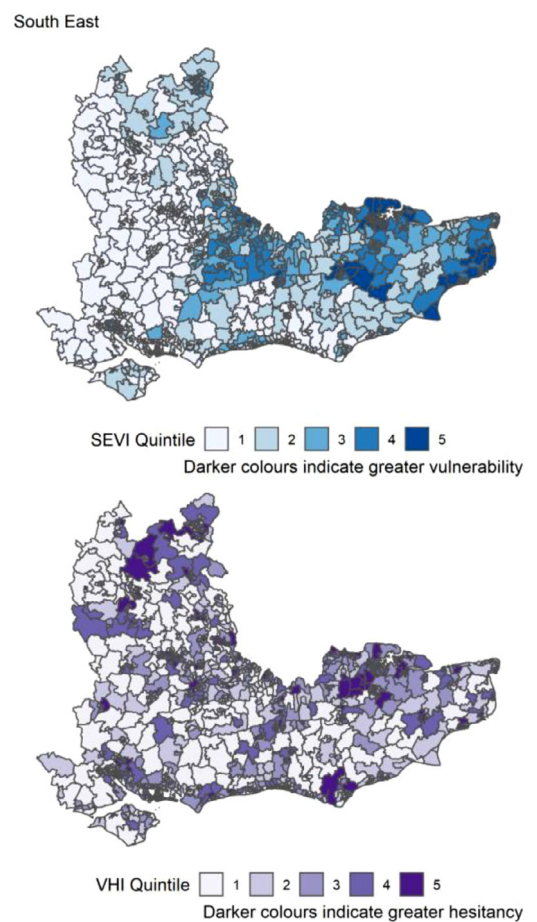 South East
SEVI Quintile 1 2 3 4 5
Darker colours indicate greater vulnerability
VHI Quintile 1 2 3 4 5
Darker colours indicate greater hesitancy